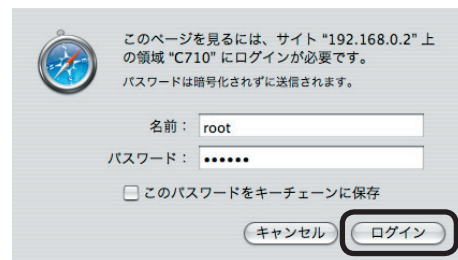 このページを見るには、サイト "192.168.0.2" 上
の領域 "C710" にログインが必要です。
パスワードは暗号化されずに送信されます。
名前： root
パスワード： ••••••
このパスワードをキーチェーンに保存
キャンセル ログイン